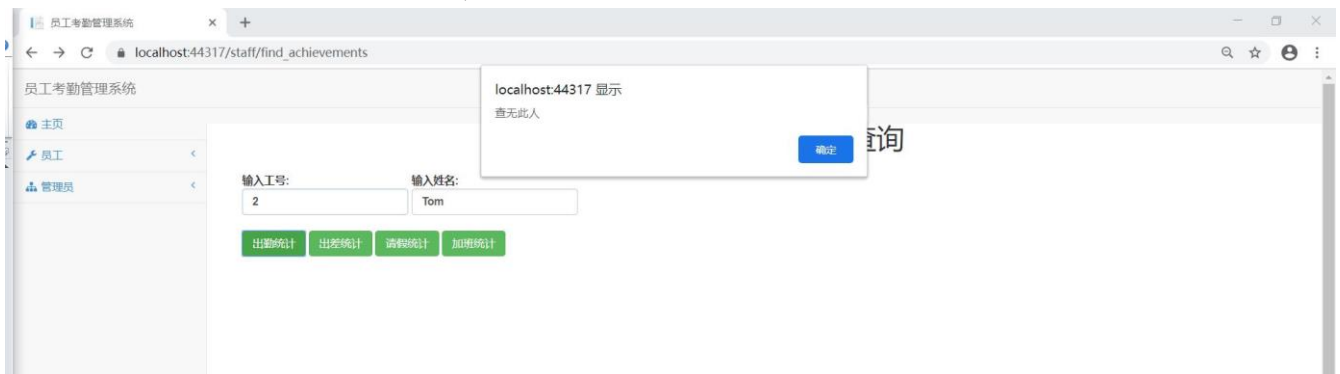 员工考勤管理系统
localhost:44317/staff/find_achievements
员工考勤管理系统
localhost:44317 显示
查无此人
确定
主页
员工
管理员
查询
输入工号:
输入姓名:
2
Tom
出勤统计
出差统计
请假统计
加班统计